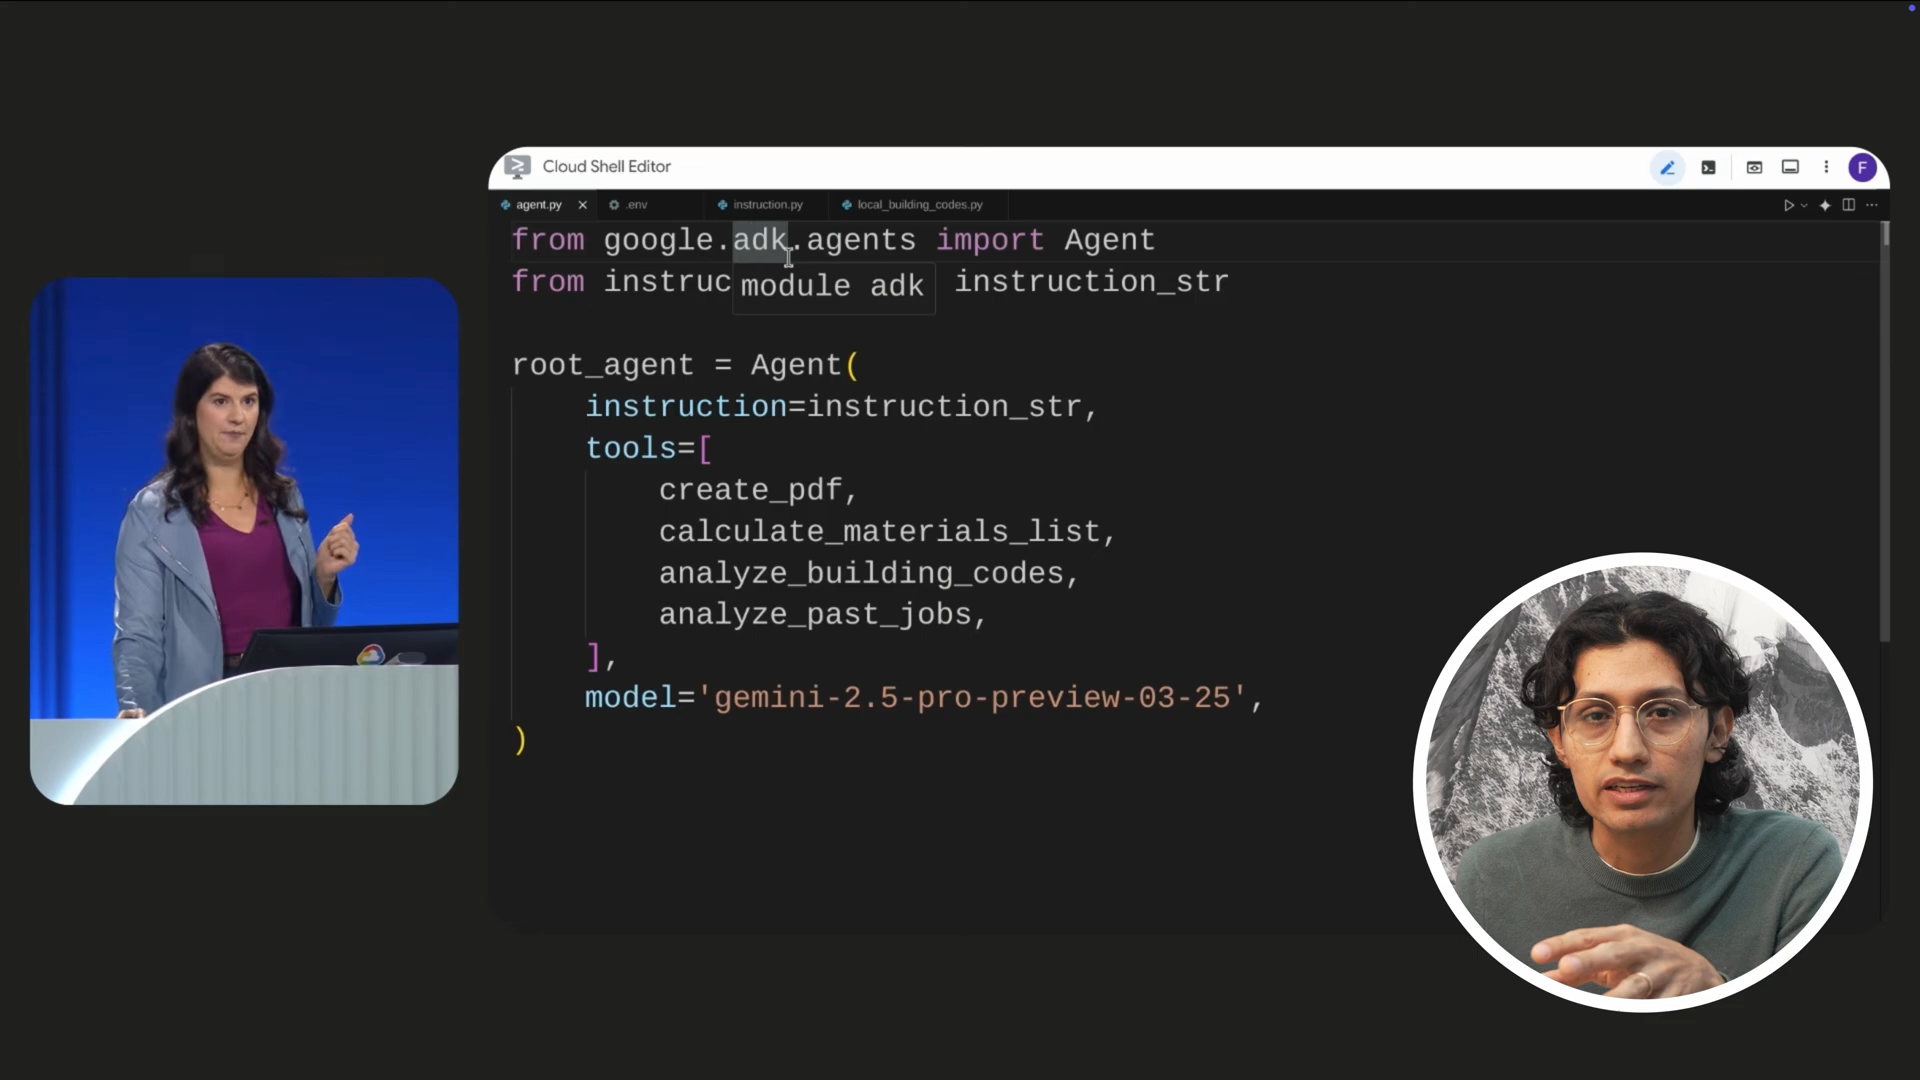 Cloud Shell Editor
F
agent.py
.env
instruction.py
local_building_codes.py
from google.adk.agents import Agent
from instruc
module adk
instruction_str
root_agent = Agent(
instruction=instruction_str,
tools=[
create_pdf,
calculate_materials_list,
analyze_building_codes,
analyze_past_jobs,
],
model='gemini-2.5-pro-preview-03-25',
)